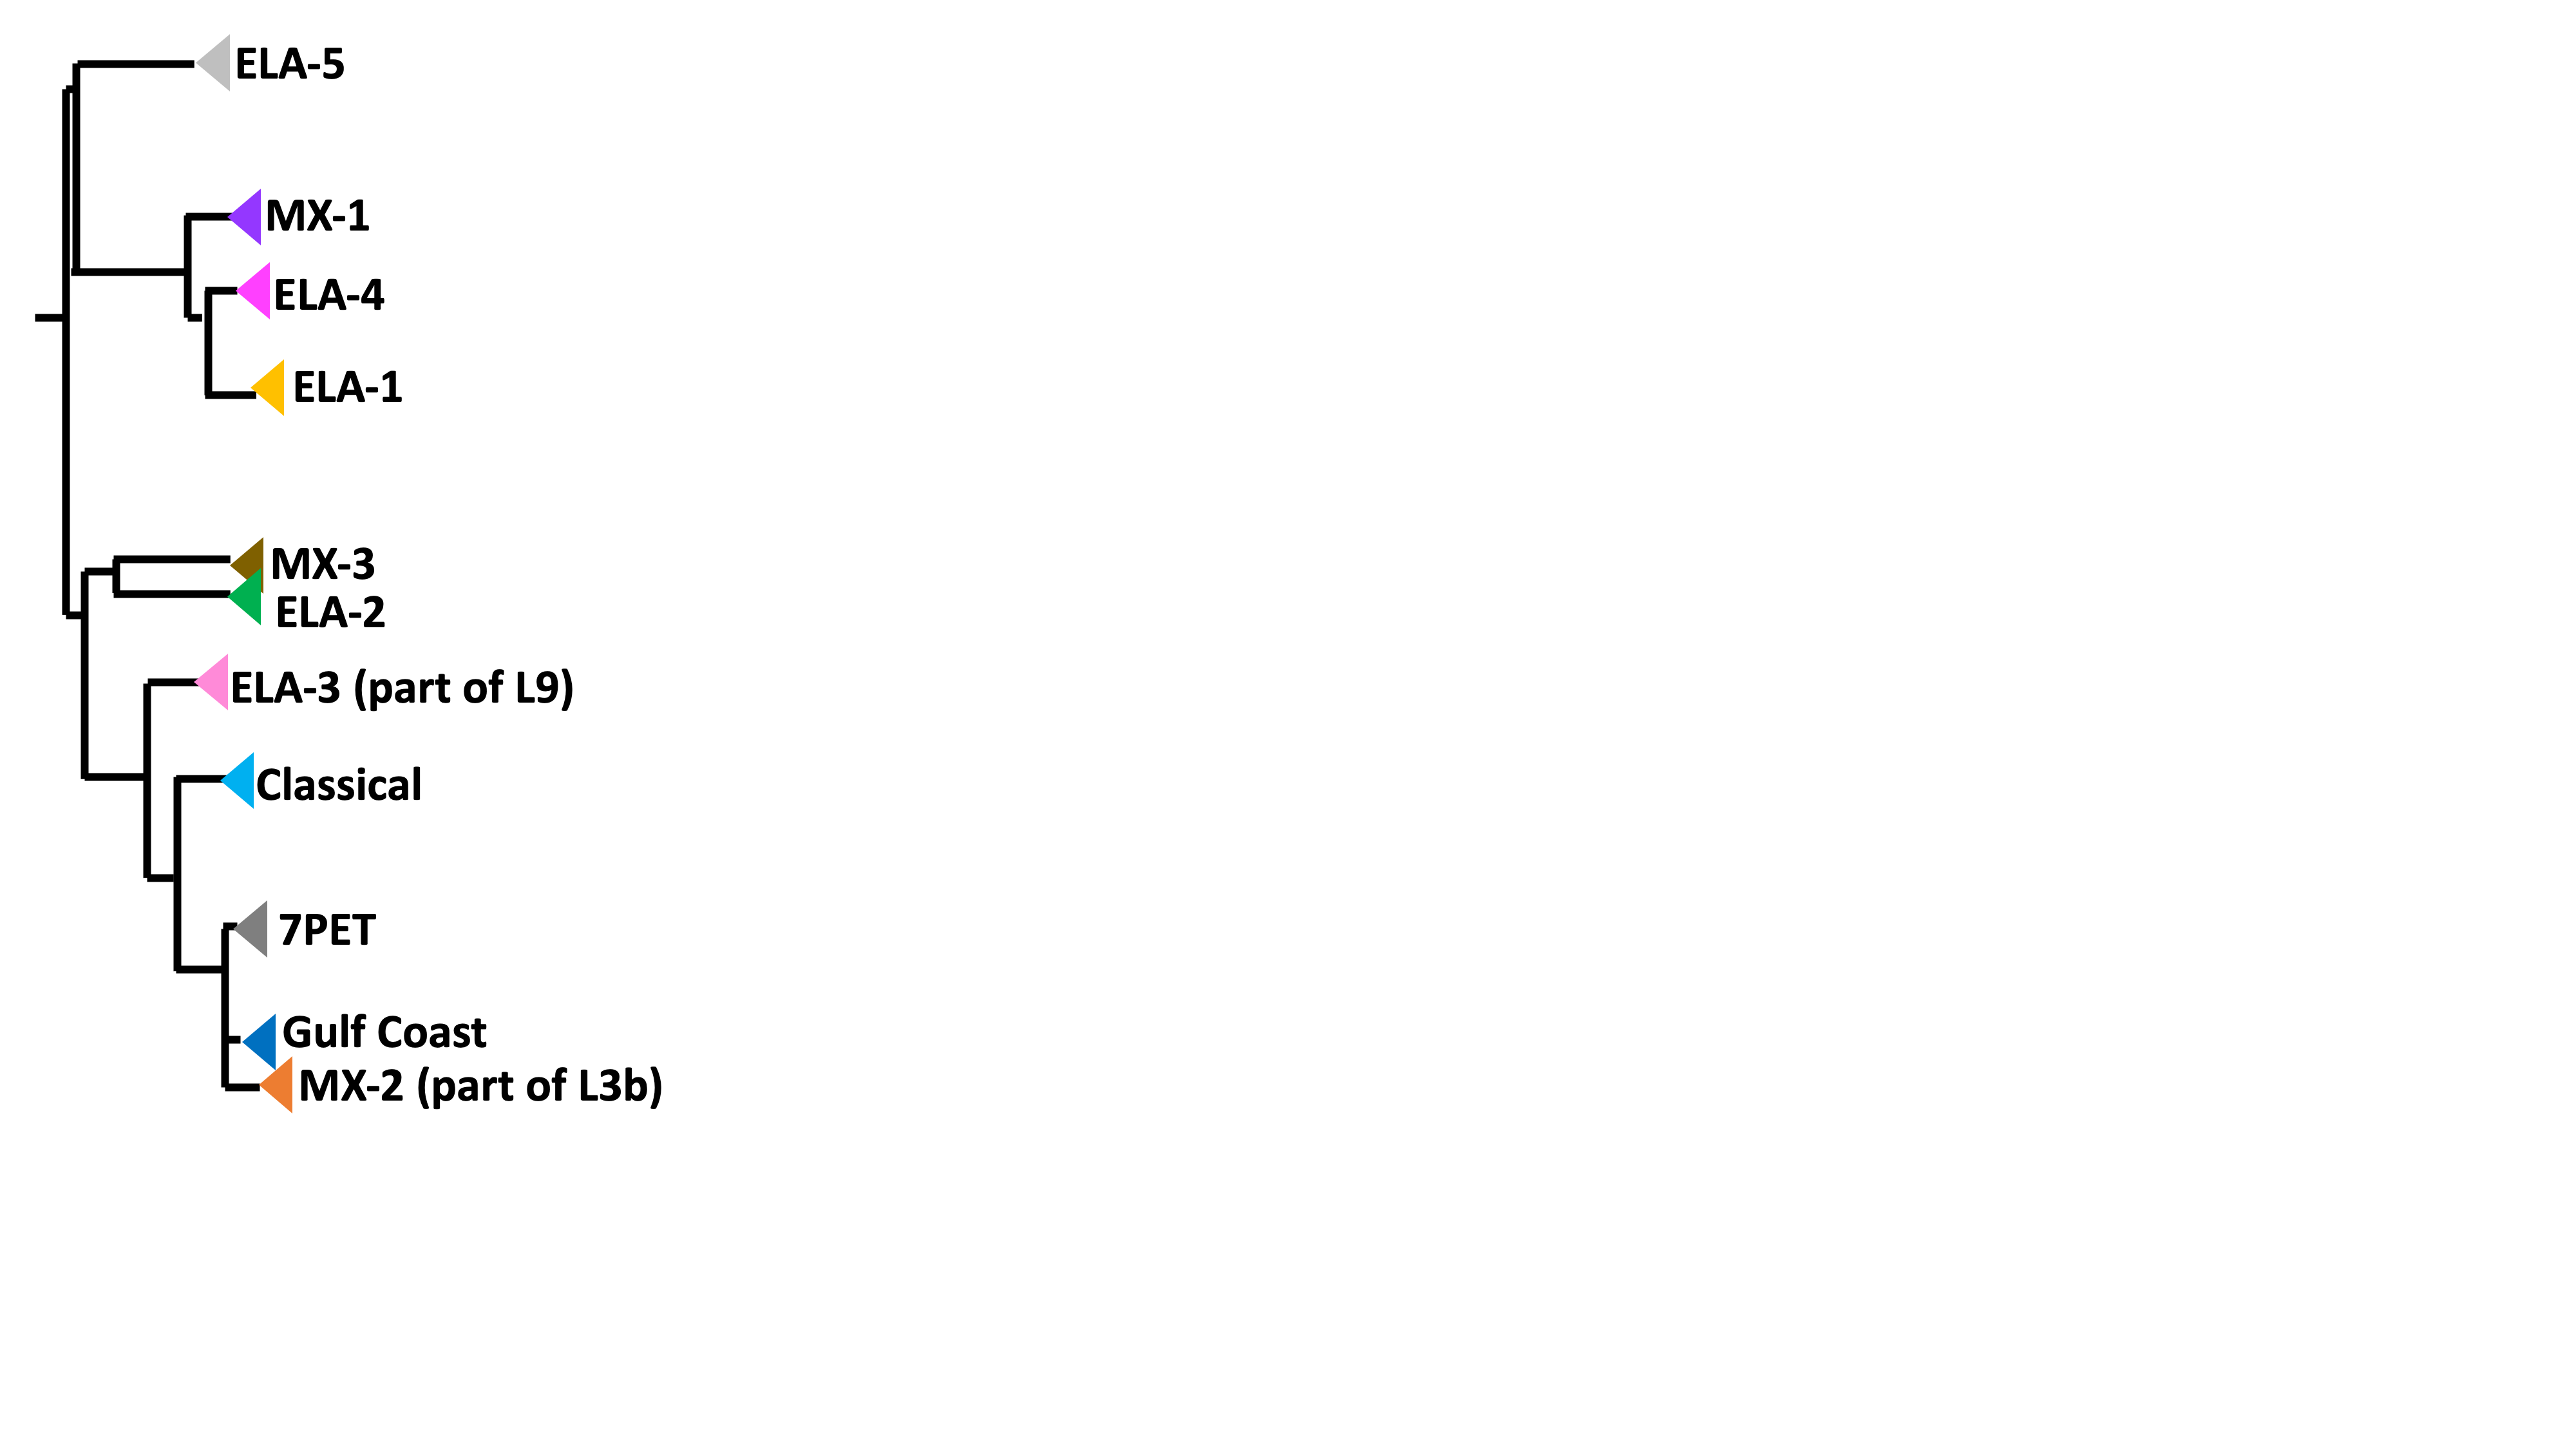 ELA-5
MX-1
ELA-4
ELA-1
MX-3
ELA-2
ELA-3 (part of L9)
Classical
7PET
Gulf Coast
MX-2 (part of L3b)